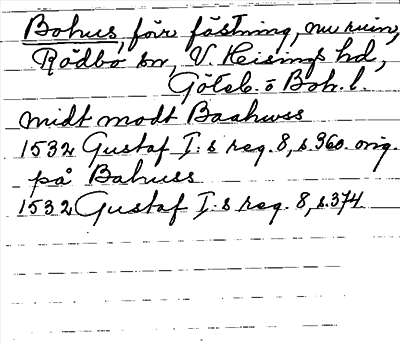 Bohus, förr fästning, nu ruin,
Rödbo sn, V. Hisings hd,
Göteb. o Boh. l.
midt modt Baahwss
1532 Gustaf I:s reg. 8, s. 360. orig.
på Bahuss
1532 Gustaf I:s reg. 8, s. 374